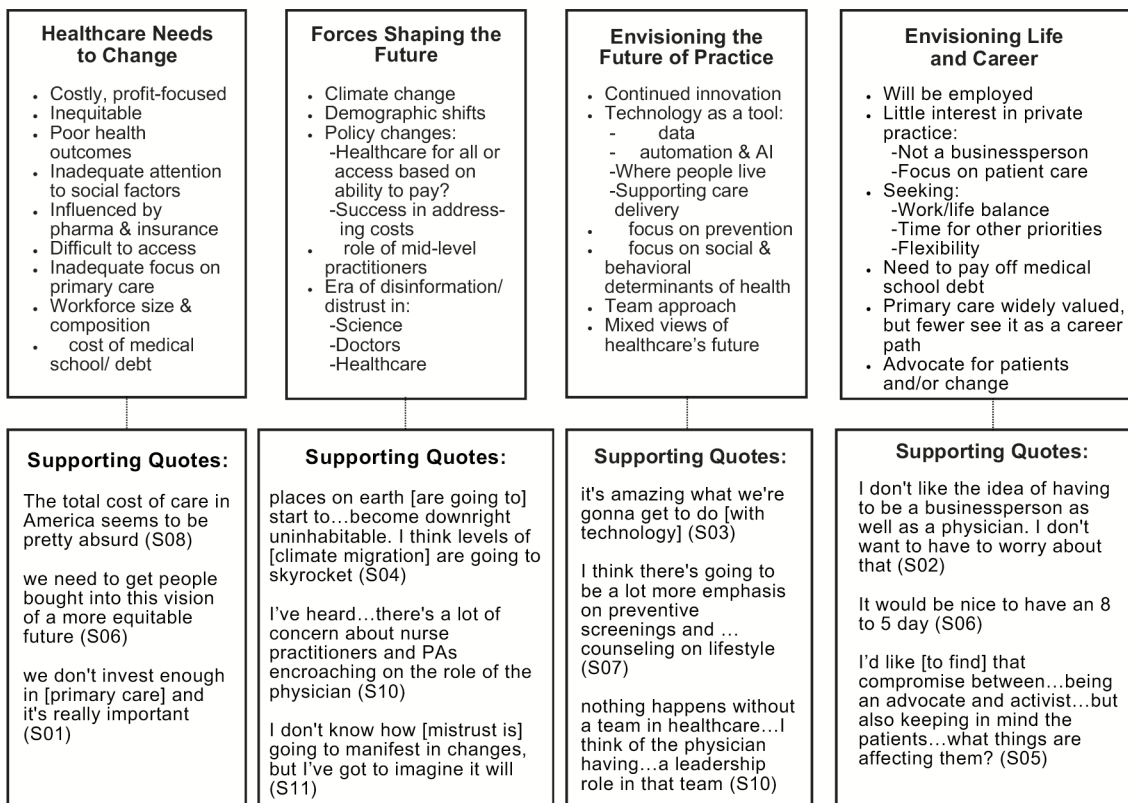 Healthcare Needs
to Change
• Costly, profit-focused
• Inequitable
• Poor health
outcomes
• Inadequate attention
to social factors
• Influenced by
pharma & insurance
• Difficult to access
• Inadequate focus on
primary care
• Workforce size &
composition
• cost of medical
school/ debt
Forces Shaping the
Future
• Climate change
• Demographic shifts
• Policy changes:
-Healthcare for all or
access based on
ability to pay?
-Success in address-
ing costs
• role of mid-level
practitioners
• Era of disinformation/
distrust in:
-Science
-Doctors
-Healthcare
Envisioning the
Future of Practice
• Continued innovation
• Technology as a tool:
- data
- automation & AI
-Where people live
-Supporting care
delivery
• focus on prevention
• focus on social &
behavioral
determinants of health
• Team approach
• Mixed views of
healthcare's future
Envisioning Life
and Career
• Will be employed
• Little interest in private
practice:
-Not a businessperson
-Focus on patient care
• Seeking:
-Work/life balance
-Time for other priorities
-Flexibility
• Need to pay off medical
school debt
• Primary care widely valued,
but fewer see it as a career
path
• Advocate for patients
and/or change
Supporting Quotes:
The total cost of care in
America seems to be
pretty absurd (S08)
we need to get people
bought into this vision
of a more equitable
future (S06)
we don't invest enough
in [primary care] and
it's really important
(S01)
Supporting Quotes:
places on earth [are going to]
start to…become downright
uninhabitable. I think levels of
[climate migration] are going to
skyrocket (S04)
I've heard…there's a lot of
concern about nurse
practitioners and PAs
encroaching on the role of the
physician (S10)
I don't know how [mistrust is]
going to manifest in changes,
but I've got to imagine it will
(S11)
Supporting Quotes:
it's amazing what we're
gonna get to do [with
technology] (S03)
I think there's going to
be a lot more emphasis
on preventive
screenings and …
counseling on lifestyle
(S07)
nothing happens without
a team in healthcare…I
think of the physician
having…a leadership
role in that team (S10)
Supporting Quotes:
I don't like the idea of having
to be a businessperson as
well as a physician. I don't
want to have to worry about
that (S02)
It would be nice to have an 8
to 5 day (S06)
I'd like [to find] that
compromise between…being
an advocate and activist…but
also keeping in mind the
patients…what things are
affecting them? (S05)